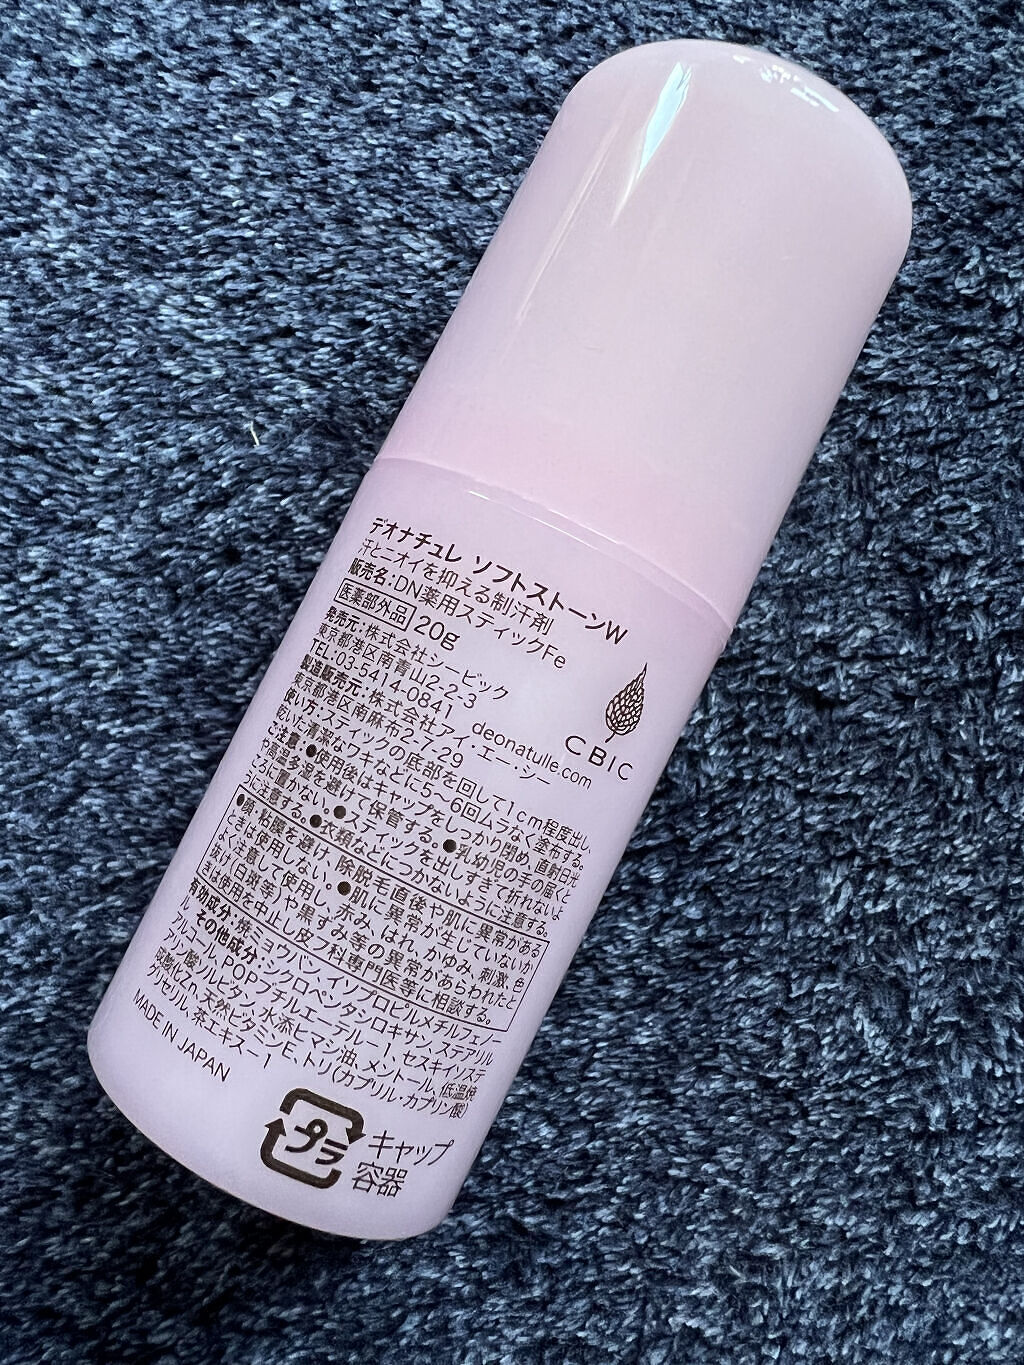 デオナチュレ ソフトストーンW
汗とニオイを抑える制汗剤
販売名:DN薬用スティックFe
医薬部外品 20g
発売元:株式会社シービック
東京都港区南青山2-2-3
TEL:03-5414-0841 deonatulle.com
製造販売元:株式会社アイ・エー・シー
東京都港区南麻布2-7-29
CBIC
使い方:スティックの底部を回して1cm程度出し、
乾いた清潔なワキなどに5〜6回ムラなく塗布する。
ご注意:●使用後はキャップをしっかり閉め、直射日光
や高温多湿を避けて保管する。●乳幼児の手の届くと
ころに置かない。●スティックを出しすぎて折れないよ
うに注意する。●衣類などにつかないように注意する。
●顔・粘膜を避け、除脱毛直後や肌に異常がある
ときは使用しない。●肌に異常が生じていないか
よく注意して使用し、赤み、はれ、かゆみ、刺激、色
抜け(白斑等)や黒ずみ等の異常があらわれたと
きは使用を中止し皮フ科専門医等に相談する。
有効成分:焼ミョウバン、イソプロピルメチルフェノー
ル その他成分:シクロペンタシロキサン、ステアリル
アルコール、POPブチルエーテル-1、セスキイソステ
アリン酸ソルビタン、水添ヒマシ油、メントール、低温焼
成酸化Zn、天然ビタミンE、トリ(カプリル・カプリン酸)
グリセリル、茶エキス-1
MADE IN JAPAN
プラ
キャップ
容器